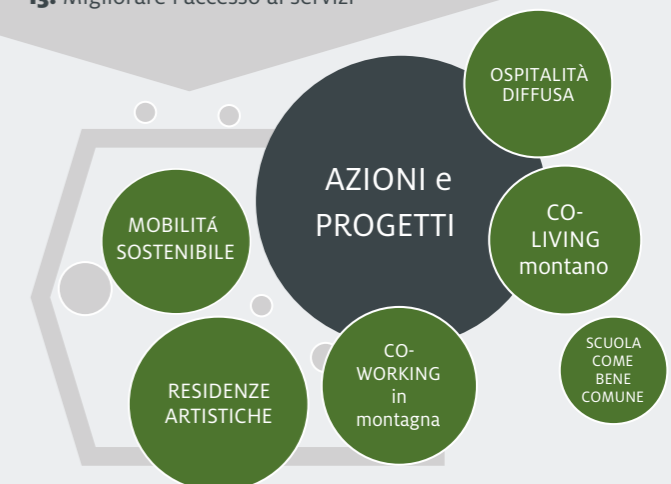 13. Migliorare l'accesso ai servizi
OSPITALITÀ
DIFFUSA
AZIONI e
PROGETTI
CO-
LIVING
montano
MOBILITÁ
SOSTENIBILE
SCUOLA
COME
BENE
COMUNE
CO-
WORKING
in
montagna
RESIDENZE
ARTISTICHE